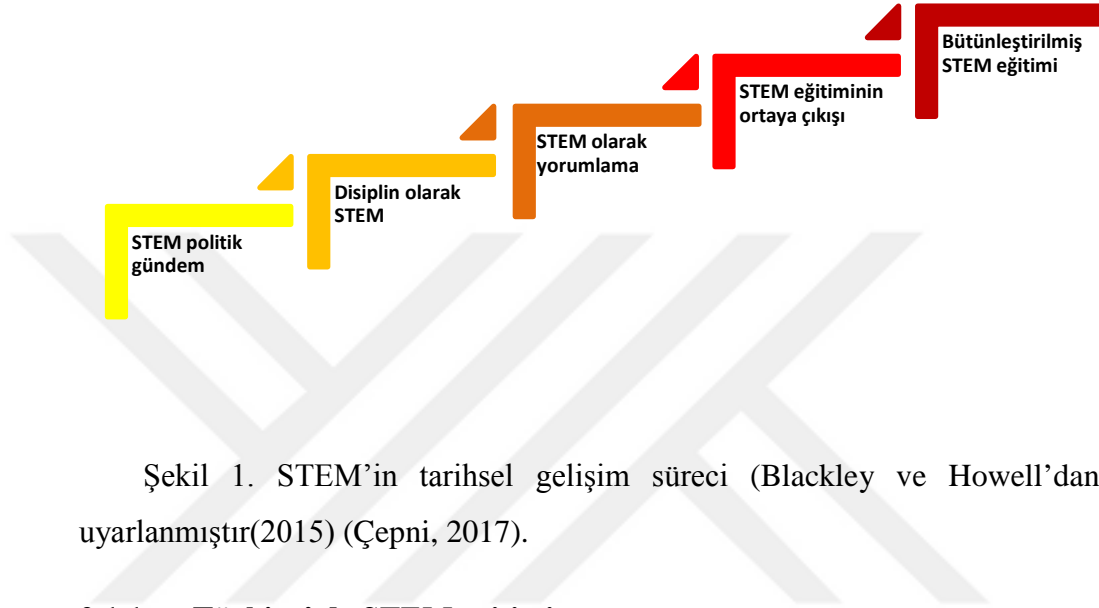 Bütünleştirilmiş
STEM eğitimi
STEM eğitiminin
ortaya çıkışı
STEM olarak
yorumlama
Disiplin olarak
STEM
STEM politik
gündem
Şekil 1. STEM’in tarihsel gelişim süreci (Blackley ve Howell’dan
uyarlanmıştır(2015) (Çepni, 2017).